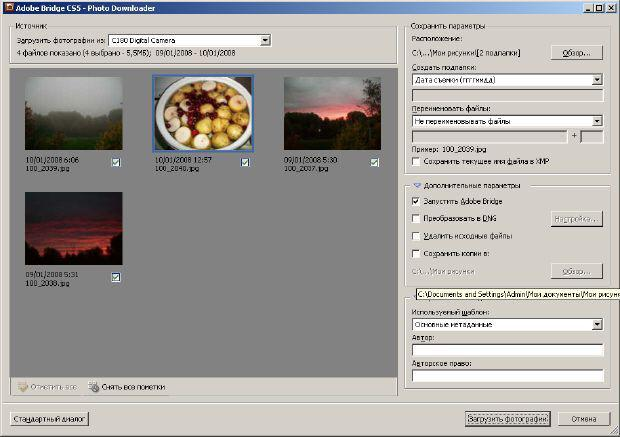 Adobe Bridge CS5 - Photo Downloader
Источник
Загрузить фотографии из: C180 Digital Camera
4 файлов показано (4 выбрано - 5,5МБ); 09/01/2008 - 10/01/2008
10/01/2008 6:06
100_2039.jpg
10/01/2008 12:57
100_2040.jpg
09/01/2008 5:30
100_2037.jpg
09/01/2008 5:31
100_2038.jpg
Отметить все
Снять все пометки
Сохранить параметры
Расположение:
C:\...\Мои рисунки\[2 подпапки]
Обзор...
Создать подпапки:
Дата съемки (ггггммдд)
Переименовать файлы:
Не переименовывать файлы
+
Пример: 100_2039.jpg
Сохранить текущее имя файла в XMP
Дополнительные параметры
Запустить Adobe Bridge
Преобразовать в DNG
Настройка...
Удалить исходные файлы
Сохранить копии в:
C:\...\Мои рисунки
Обзор...
C:\Documents and Settings\Admin\Мои документы\Мои рисунк
Используемый шаблон:
Основные метаданные
Автор:
Авторское право:
Стандартный диалог
Загрузить фотографии
Отмена